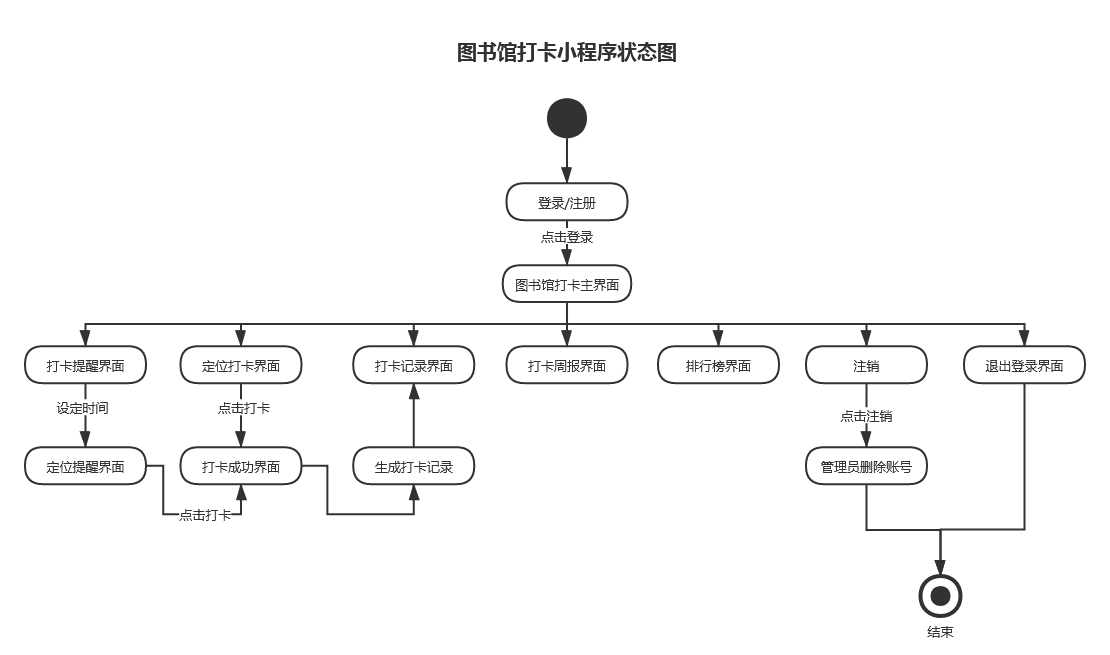 图书馆打卡小程序状态图
登录/注册
点击登录
图书馆打卡主界面
打卡提醒界面
定位打卡界面
打卡记录界面
打卡周报界面
排行榜界面
注销
退出登录界面
设定时间
点击打卡
点击注销
定位提醒界面
打卡成功界面
生成打卡记录
管理员删除账号
点击打卡
结束